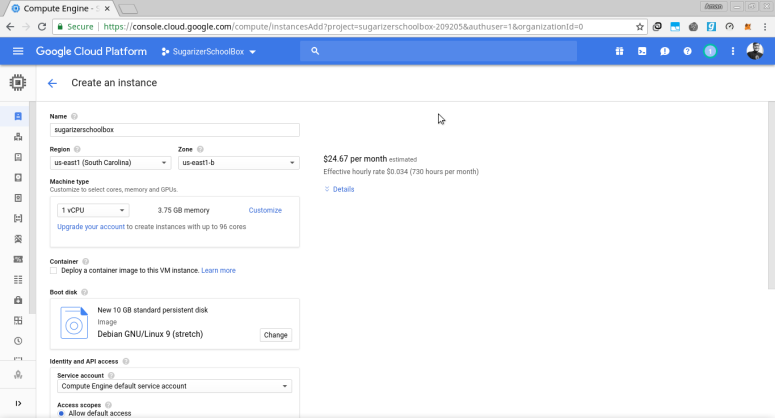 Compute Engine - S
Aman
Secure https://console.cloud.google.com/compute/instancesAdd?project=sugarizerschoolbox-209205&authuser=1&organizationId=0
Google Cloud Platform SugarizerSchoolBox
Create an instance
Name
sugarizerschoolbox
Region Zone
us-east1 (South Carolina) us-east1-b
$24.67 per month estimated
Effective hourly rate $0.034 (730 hours per month)
Details
Machine type
Customize to select cores, memory and GPUs.
1 vCPU 3.75 GB memory Customize
Upgrade your account to create instances with up to 96 cores
Container
Deploy a container image to this VM instance. Learn more
Boot disk
New 10 GB standard persistent disk
Image
Debian GNU/Linux 9 (stretch)
Change
Identity and API access
Service account
Compute Engine default service account
Access scopes
Allow default access